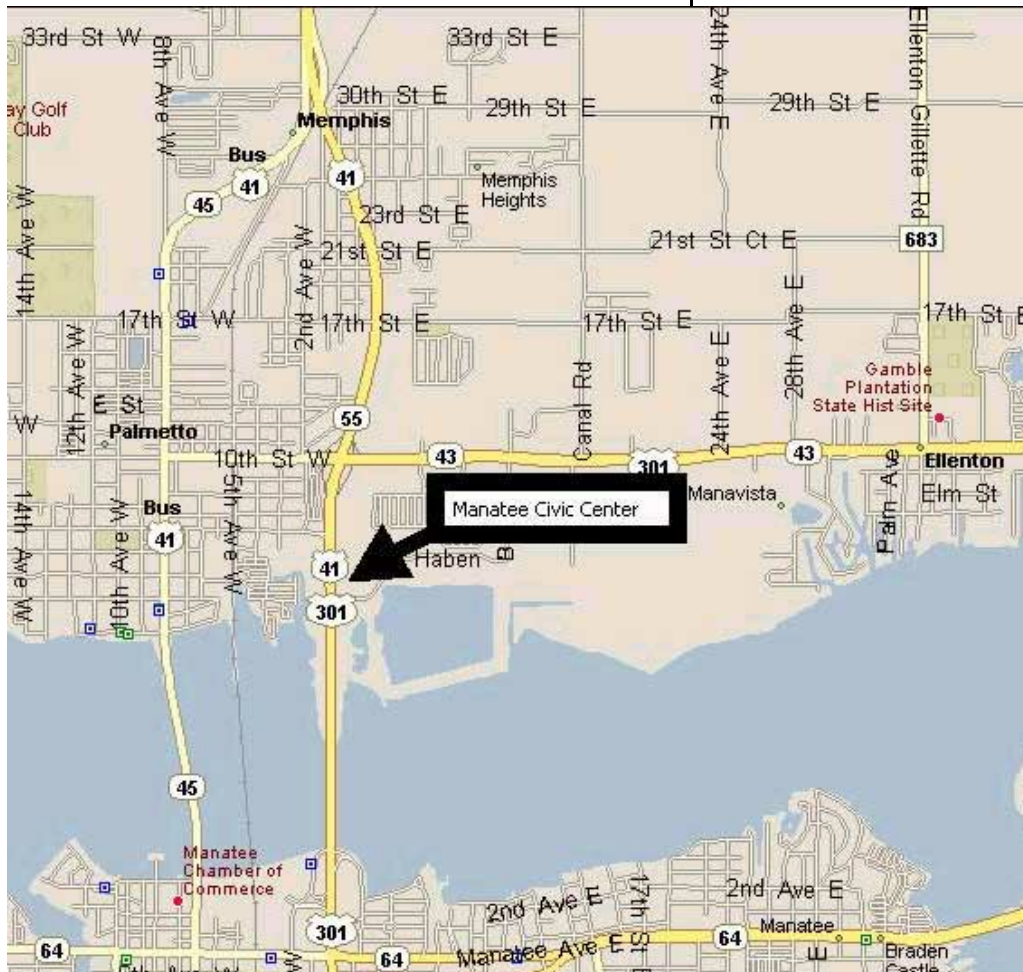 33rd St W
8th Ave W
33rd St E
24th Ave E
Ellenton Gillette Rd
30th St E
29th St E
29th St E
ay Golf
Club
Memphis
Bus
41
41
45
Memphis
Heights
14th Ave W
23rd St E
2nd Ave W
21st St E
21st St Ct E
683
17th St W
17th St E
17th St E
17th St E
28th Ave E
24th Ave E
Canal Rd
12th Ave W
Gamble
Plantation
State Hist Site
E St
W
55
Palmetto
10th St W
43
301
43
Ellenton
Elm St
Palm Ave
Manavista
Manatee Civic Center
14th Ave W
10th Ave W
Bus
41
5th Ave W
41
Haben
B
301
45
Manatee
Chamber of
Commerce
W
2nd Ave E
17th St E
2nd Ave E
301
64
64
Manatee Ave E
64
Manatee
E
Braden
Castle